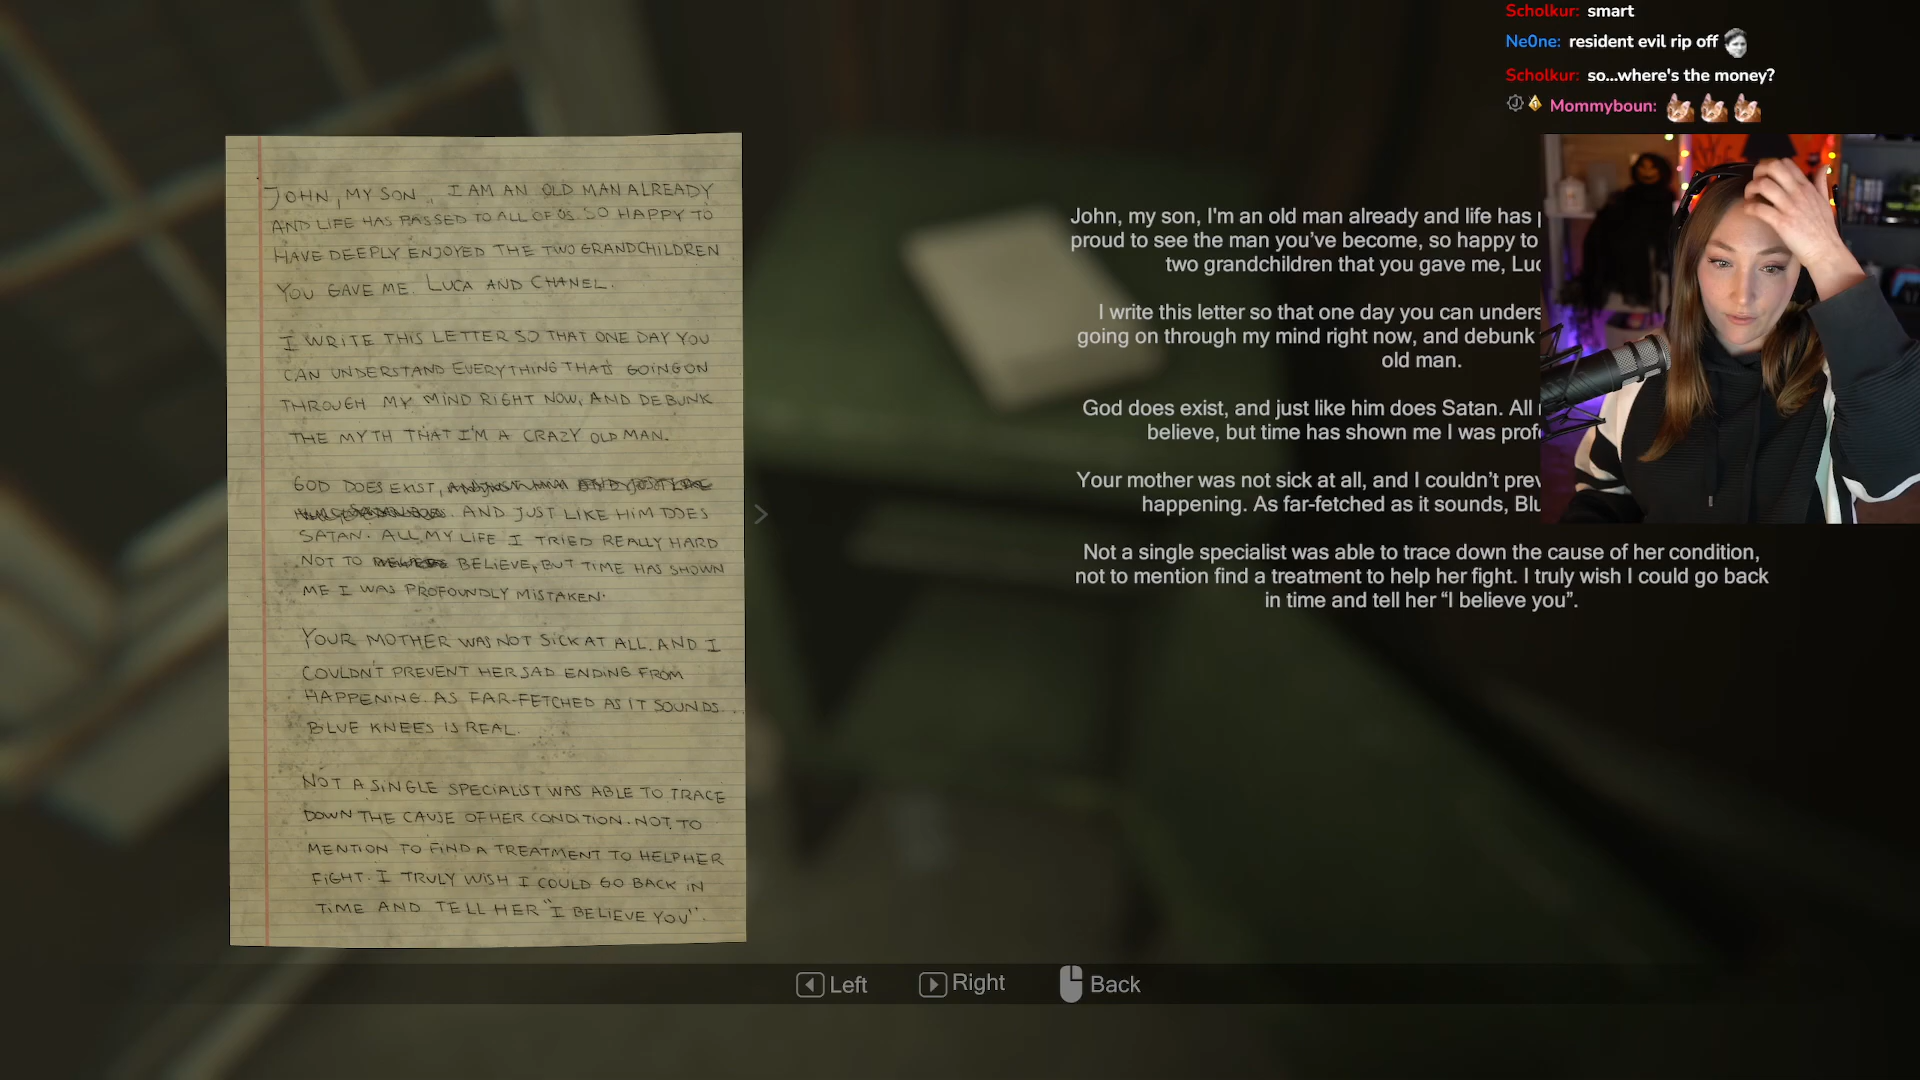 Scholkur: smart
Ne0ne: resident evil rip off
Scholkur: so...where's the money?
Mommyboun:
JOHN, MY SON.. I AM AN OLD MAN ALREADY
AND LIFE HAS PASSED TO ALL OF US. SO HAPPY TO
HAVE DEEPLY ENJOYED THE TWO GRANDCHILDREN
YOU GAVE ME. LUCA AND CHANEL.
I WRITE THIS LETTER SO THAT ONE DAY YOU
CAN UNDERSTAND EVERYTHING THAT'S GOING ON
THROUGH MY MIND RIGHT NOW, AND DEBUNK
THE MYTH THAT I'M A CRAZY OLD MAN.
GOD DOES EXIST,
. AND JUST LIKE HIM DOES
SATAN. ALL MY LIFE I TRIED REALLY HARD
NOT TO BELIEVE, BUT TIME HAS SHOWN
ME I WAS PROFOUNDLY MISTAKEN.
YOUR MOTHER WAS NOT SICK AT ALL. AND I
COULDN'T PREVENT HER SAD ENDING FROM
HAPPENING. AS FAR-FETCHED AS IT SOUNDS...
BLUE KNEES IS REAL.
NOT A SINGLE SPECIALIST WAS ABLE TO TRACE
DOWN THE CAUSE OF HER CONDITION. NOT TO
MENTION TO FIND A TREATMENT TO HELP HER
FIGHT. I TRULY WISH I COULD GO BACK IN
TIME AND TELL HER "I BELIEVE YOU".
John, my son, I'm an old man already and life has
proud to see the man you've become, so happy to
two grandchildren that you gave me,
I write this letter so that one day you can
going on through my mind right now, and debunk
old man.
God does exist, and just like him does Satan. All
believe, but time has shown me I was
Your mother was not sick at all, and I couldn't
happening. As far-fetched as it sounds,
Not a single specialist was able to trace down the cause of her condition,
not to mention find a treatment to help her fight. I truly wish I could go back
in time and tell her “I believe you”.
Left
Right
Back